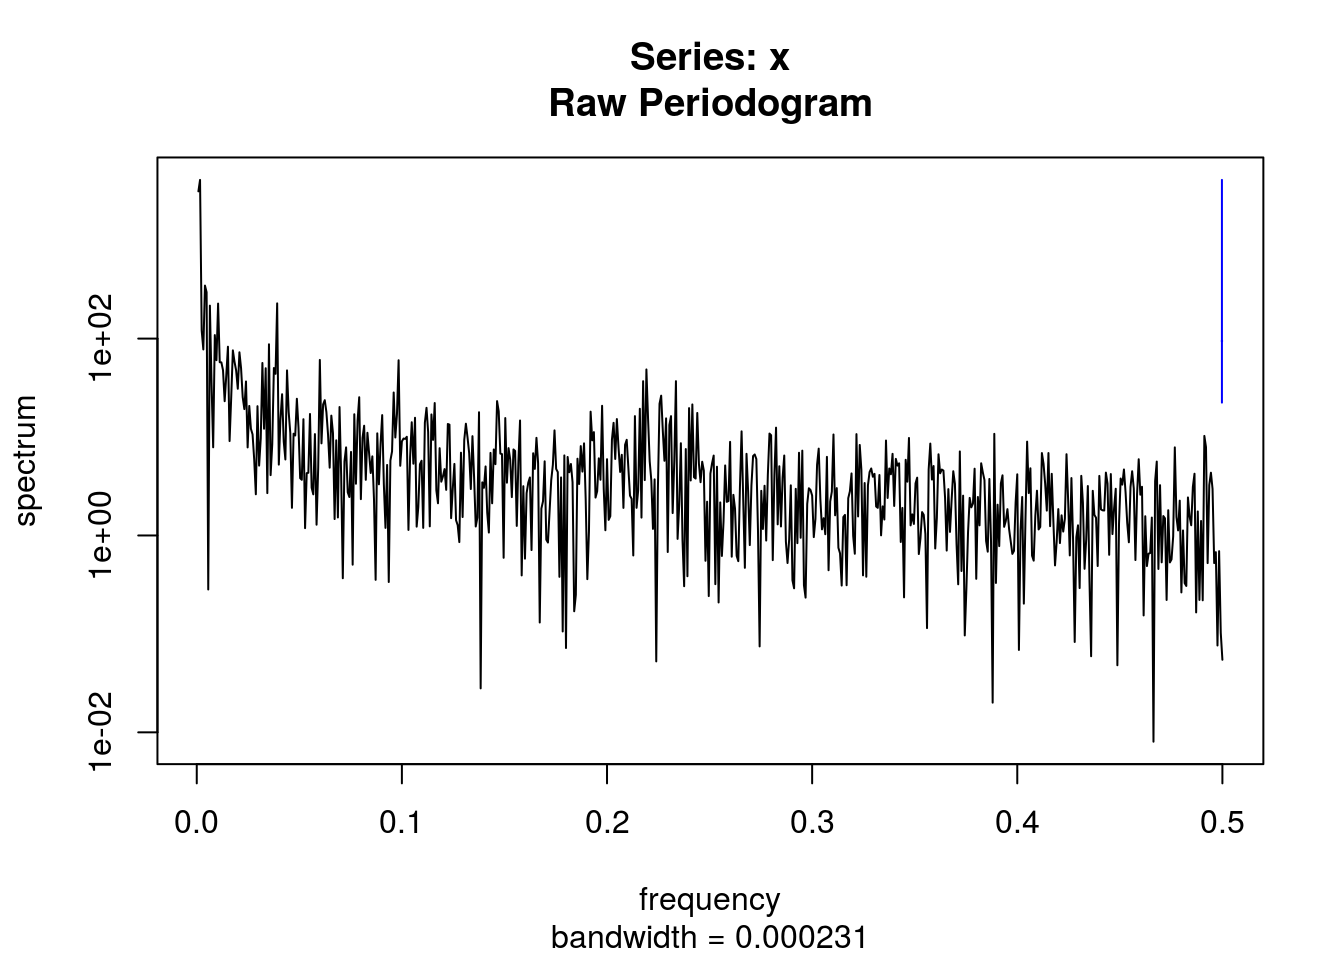 Series: x
Raw Periodogram
spectrum
1e+02
1e+00
1e-02
0.0 0.1 0.2 0.3 0.4 0.5
frequency
bandwidth = 0.000231